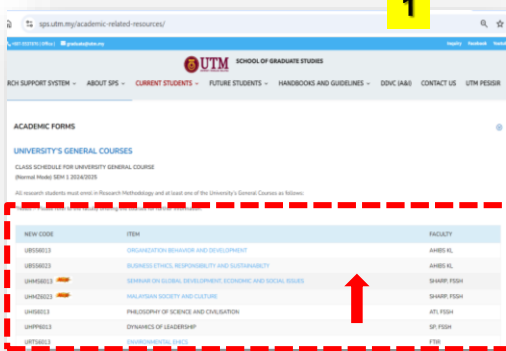 1
sps.utm.my/academic-related-resources/
UTM SCHOOL OF GRADUATE STUDIES
RCH SUPPORT SYSTEM ABOUT SPS CURRENT STUDENTS FUTURE STUDENTS HANDBOOKS AND GUIDELINES DDVC (A&I) CONTACT US UTM PESISIR
ACADEMIC FORMS
UNIVERSITY'S GENERAL COURSES
CLASS SCHEDULE FOR UNIVERSITY GENERAL COURSE
(Normal Mode) SEM 1 2024/2025
All research students must enrol in Research Methodology and at least one of the University's General Courses as follows:
NEW CODE ITEM FACULTY
UBSS6013 ORGANIZATION BEHAVIOR AND DEVELOPMENT AHIBS KL
UBSS6023 BUSINESS ETHICS, RESPONSIBILITY AND SUSTAINABILTY AHIBS KL
UHMS6013 SEMINAR ON GLOBAL DEVELOPMENT, ECONOMIC AND SOCIAL ISSUES SHARP, FSSH
UHMZ6023 MALAYSIAN SOCIETY AND CULTURE SHARP, FSSH
UHIS6013 PHILOSOPHY OF SCIENCE AND CIVILISATION ATI, FSSH
UHPP6013 DYNAMICS OF LEADERSHIP SP, FSSH
URTS6013 ENVIRONMENTAL EHICS FTIR